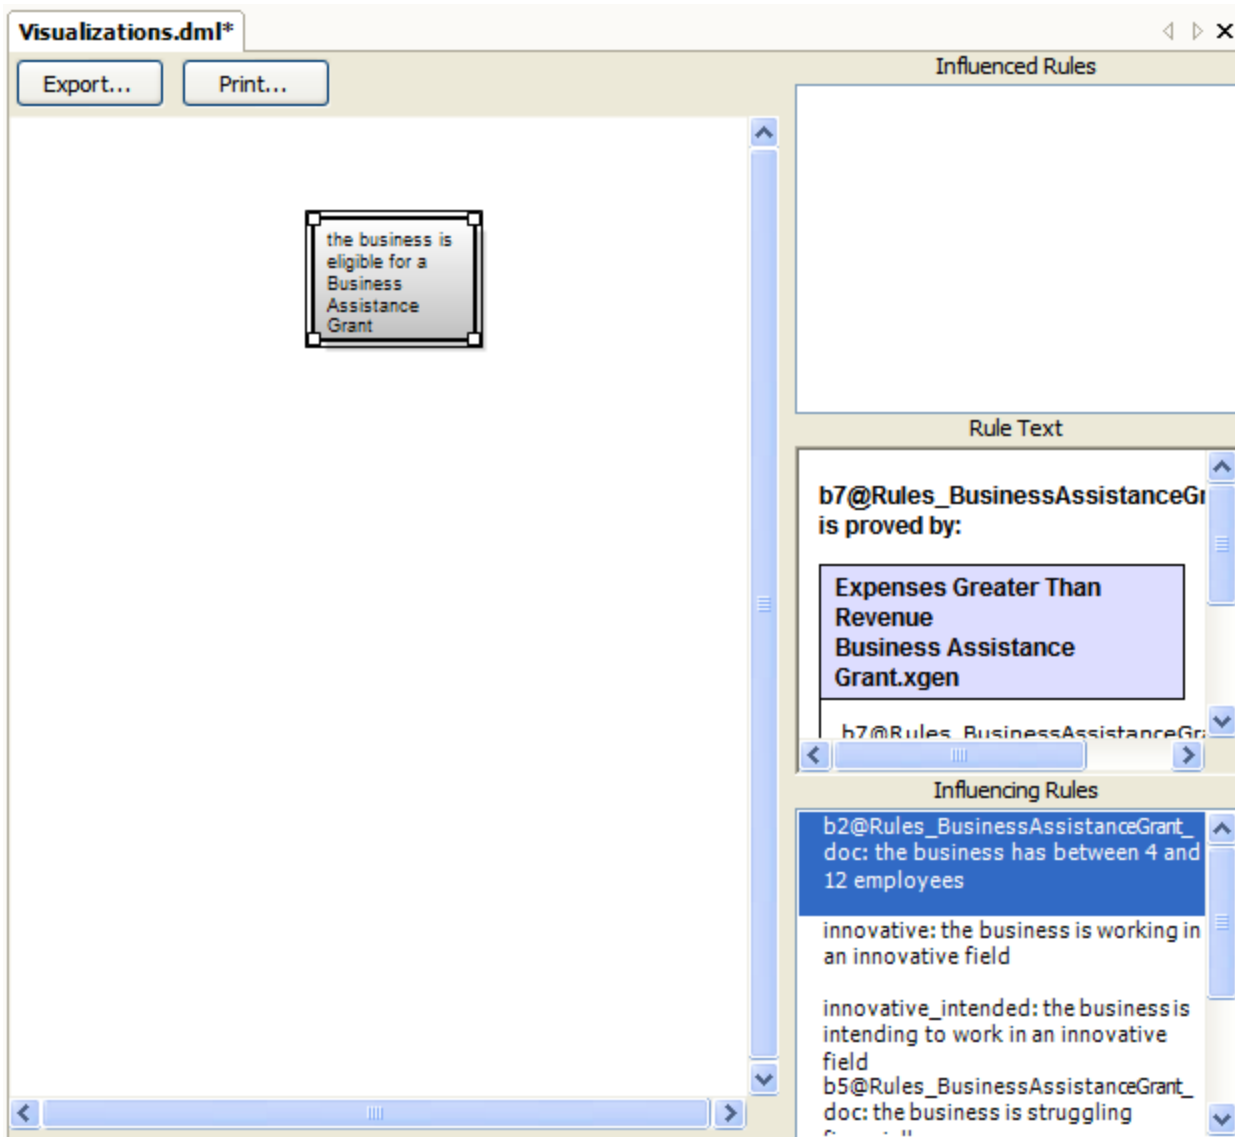 Visualizations.dml*
Export...
Print...
the business is
eligible for a
Business
Assistance
Grant
Influenced Rules
Rule Text
b7@Rules_BusinessAssistanceGr
is proved by:
Expenses Greater Than
Revenue
Business Assistance
Grant.xgen
b7@Rules_BusinessAssistanceGra
Influencing Rules
b2@Rules_BusinessAssistanceGrant_
doc: the business has between 4 and
12 employees
innovative: the business is working in
an innovative field
innovative_intended: the business is
intending to work in an innovative
field
b5@Rules_BusinessAssistanceGrant_
doc: the business is struggling